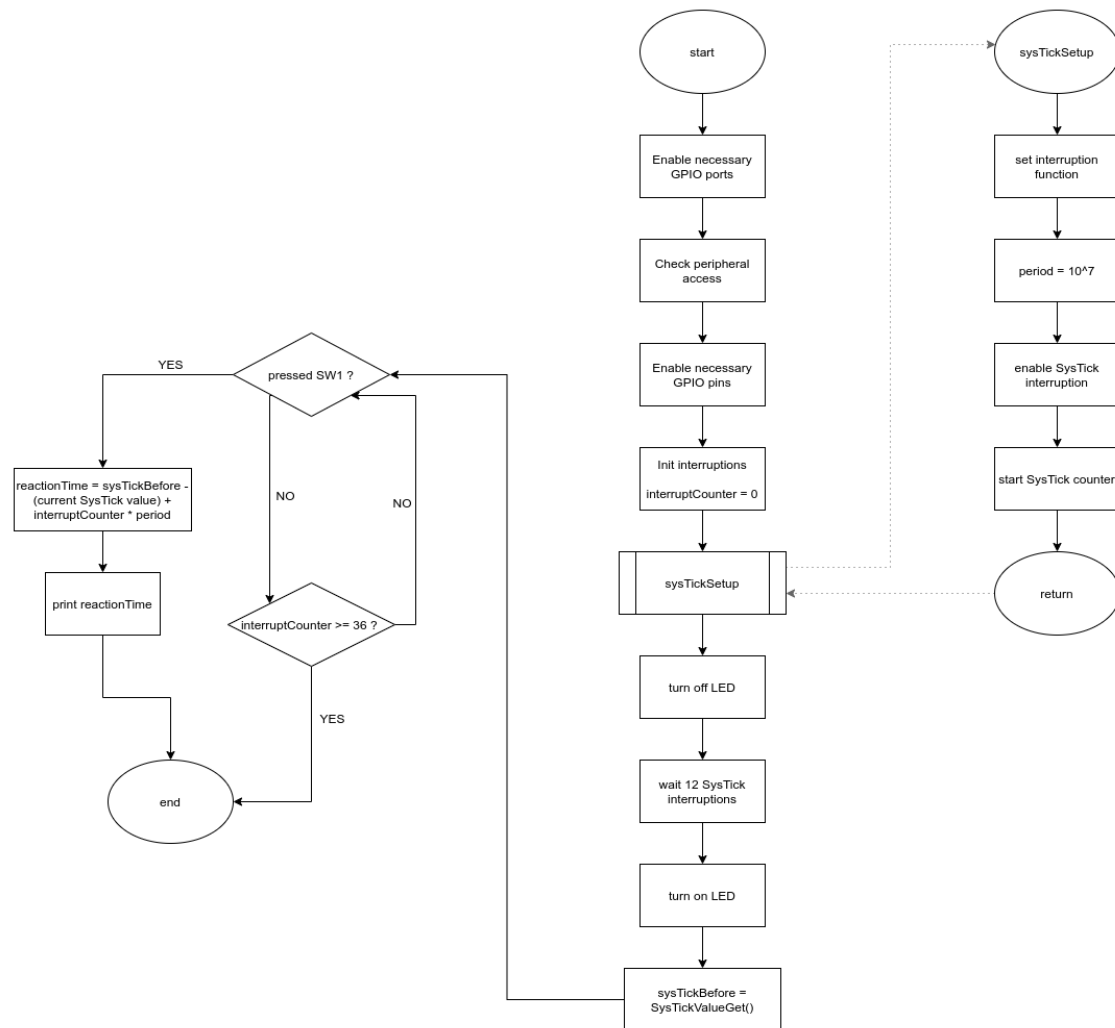 start
Enable necessary
GPIO ports
Check peripheral
access
Enable necessary
GPIO pins
Init interruptions
interruptCounter = 0
sysTickSetup
turn off LED
wait 12 SysTick
interruptions
turn on LED
sysTickBefore =
SysTickValueGet()
pressed SW1 ?
YES
NO
NO
reactionTime = sysTickBefore -
(current SysTick value) +
interruptCounter * period
print reactionTime
interruptCounter >= 36 ?
YES
end
sysTickSetup
set interruption
function
period = 10^7
enable SysTick
interruption
start SysTick counter
return